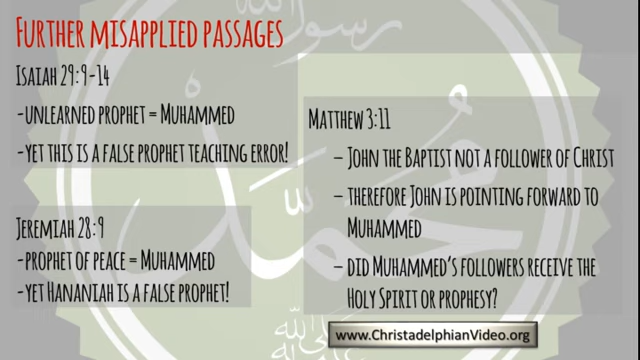 Further misapplied passages
Isaiah 29:9-14
-unlearned prophet = Muhammed
-yet this is a false prophet teaching error!
Jeremiah 28:9
-prophet of peace = Muhammed
-yet Hananiah is a false prophet!
Matthew 3:11
– John the Baptist not a follower of Christ
– therefore John is pointing forward to
Muhammed
– did Muhammed's followers receive the
Holy Spirit or prophesy?
www.ChristadelphianVideo.org
محمد
رسول الله